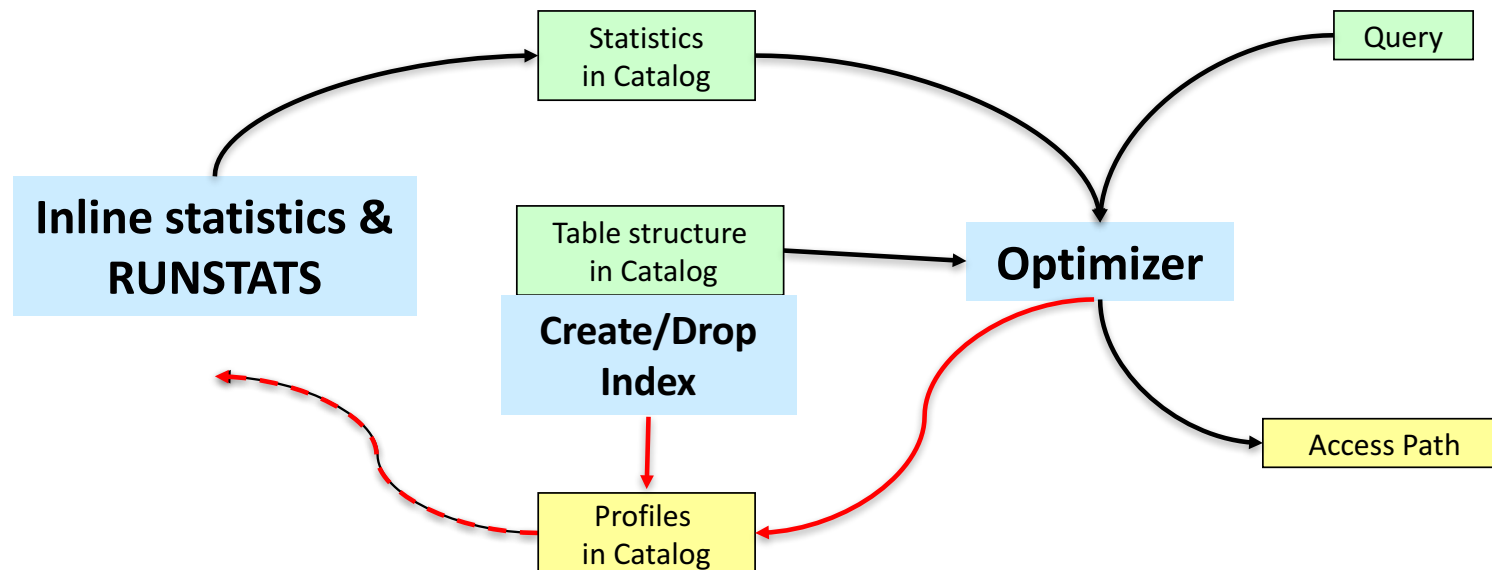 Statistics
in Catalog
Query
Inline statistics &
RUNSTATS
Table structure
in Catalog
Optimizer
Create/Drop
Index
Access Path
Profiles
in Catalog